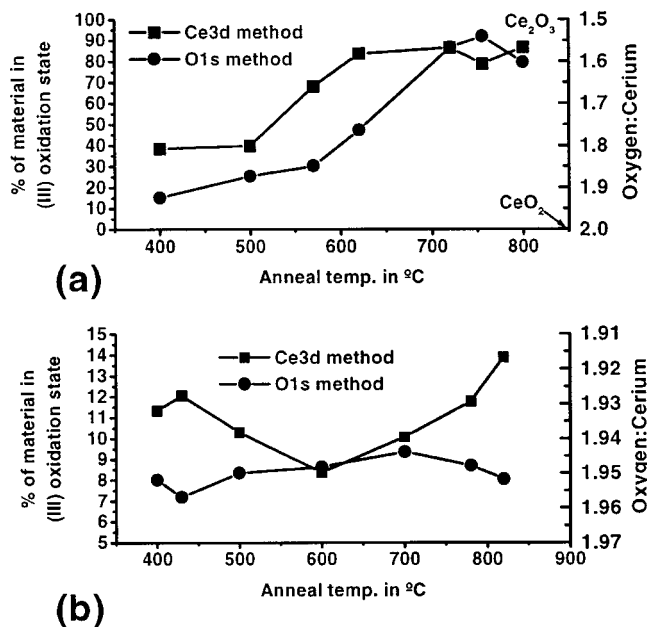 Ce3d method
O1s method
Ce₂O₃
CeO₂
100
90
80
70
60
50
40
30
20
10
0
1.5
1.6
1.7
1.8
1.9
2.0
400
500
600
700
800
% of material in
(III) oxidation state
Oxygen:Cerium
Anneal temp. in ºC
(a)
Ce3d method
O1s method
15
14
13
12
11
10
9
8
7
6
5
1.91
1.92
1.93
1.94
1.95
1.96
1.97
400
500
600
700
800
900
% of material in
(III) oxidation state
Oxygen:Cerium
Anneal temp. in ºC
(b)